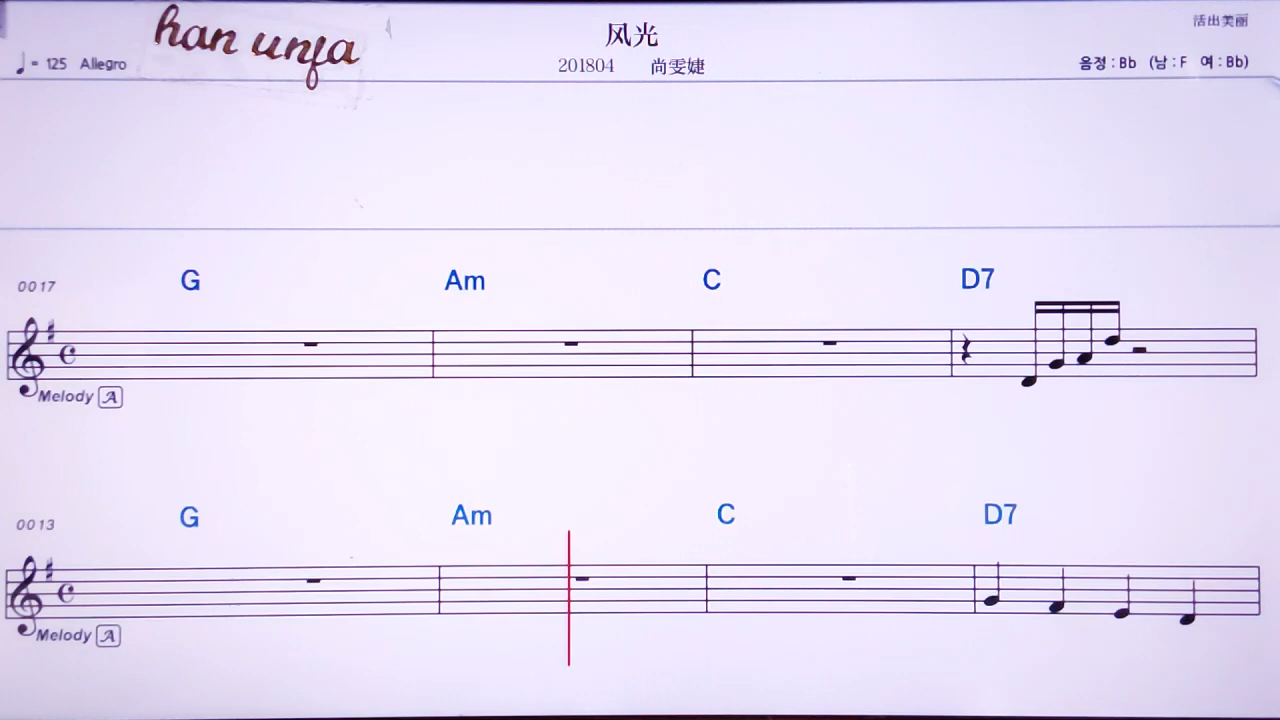 han unfa
风光
活出美丽
♩= 125 Allegro
201804 尚雯婕
음정 : Bb (남 : F 여 : Bb)
0017
G Am C D7
Melody A
0013
G Am C D7
Melody A